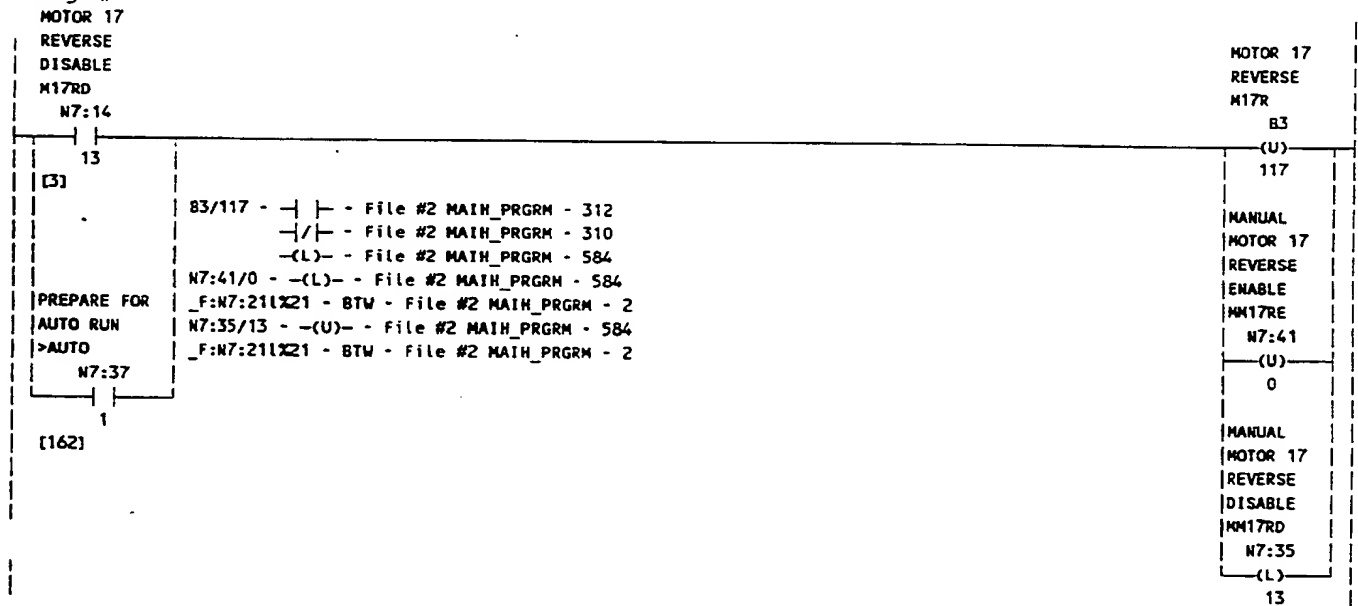 MOTOR 17
REVERSE
DISABLE
M17RD
N7:14
13
[3]
MOTOR 17
REVERSE
M17R
B3
(U)
117
B3/117 - -] [- - File #2 MAIN_PRGRM - 312
-]/[- - File #2 MAIN_PRGRM - 310
-(L)- - File #2 MAIN_PRGRM - 584
N7:41/0 - -(L)- - File #2 MAIN_PRGRM - 584
_F:N7:211%21 - BTW - File #2 MAIN_PRGRM - 2
N7:35/13 - -(U)- - File #2 MAIN_PRGRM - 584
_F:N7:211%21 - BTW - File #2 MAIN_PRGRM - 2
PREPARE FOR
AUTO RUN
>AUTO
N7:37
1
[162]
MANUAL
MOTOR 17
REVERSE
ENABLE
MM17RE
N7:41
(U)
0
MANUAL
MOTOR 17
REVERSE
DISABLE
MM17RD
N7:35
(L)
13